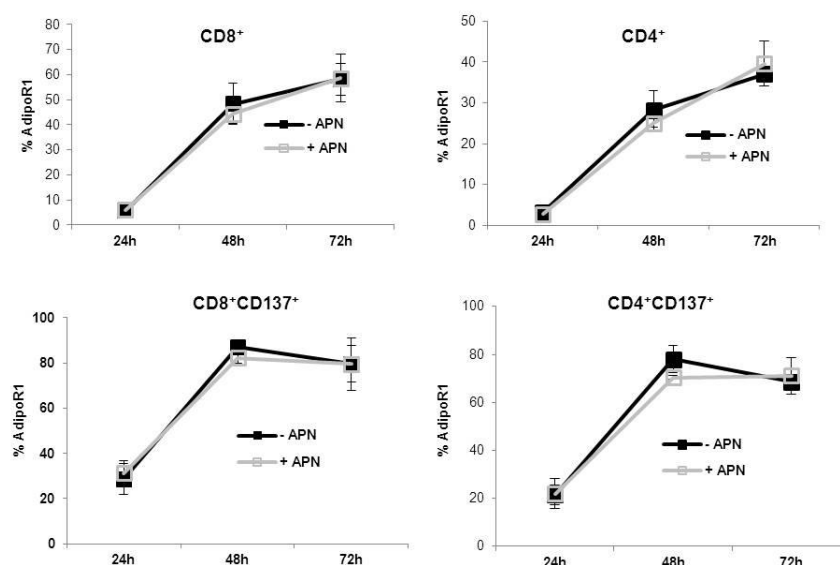 CD8+
% AdipoR1
80
70
60
50
40
30
20
10
0
- APN
+ APN
24h 48h 72h
CD4+
% AdipoR1
50
40
30
20
10
0
- APN
+ APN
24h 48h 72h
CD8+CD137+
% AdipoR1
100
80
60
40
20
0
- APN
+ APN
24h 48h 72h
CD4+CD137+
% AdipoR1
100
80
60
40
20
0
- APN
+ APN
24h 48h 72h